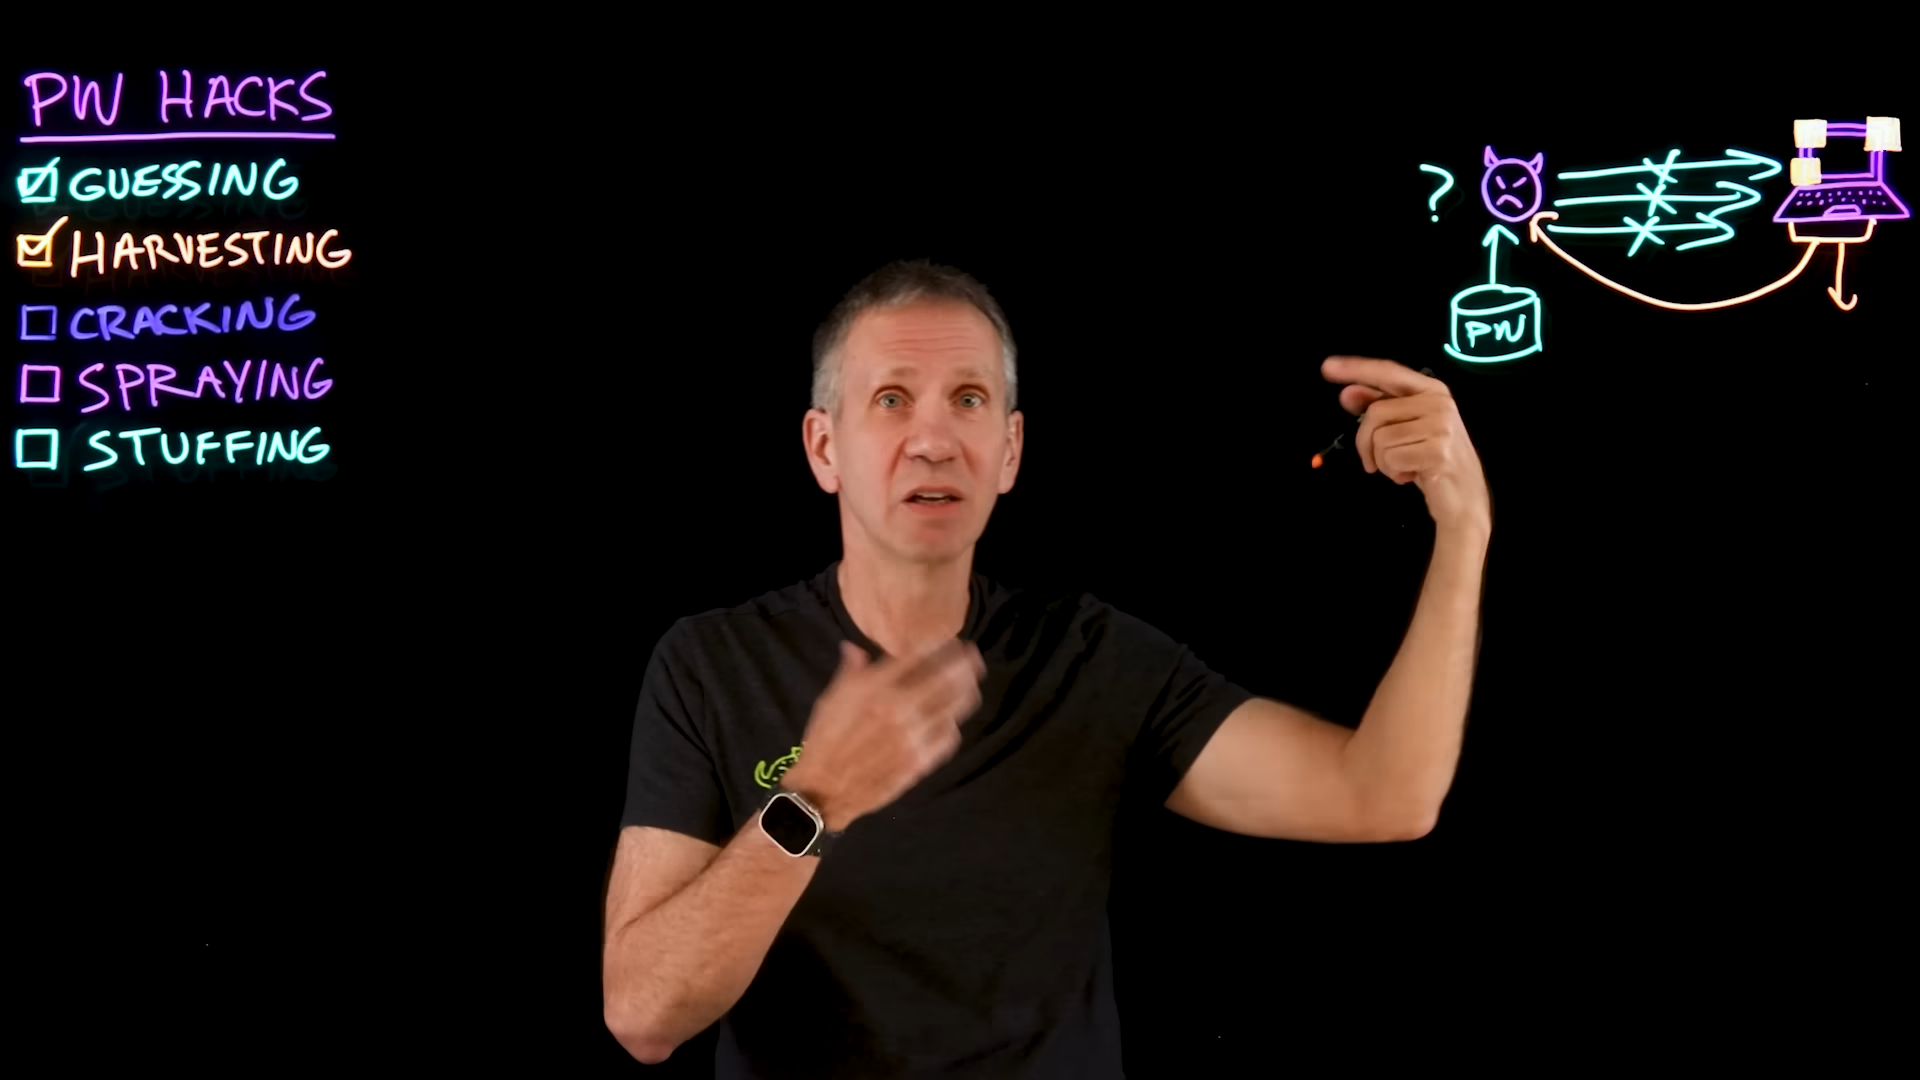 PW HACKS
GUESSING
HARVESTING
CRACKING
SPRAYING
STUFFING
?
PW